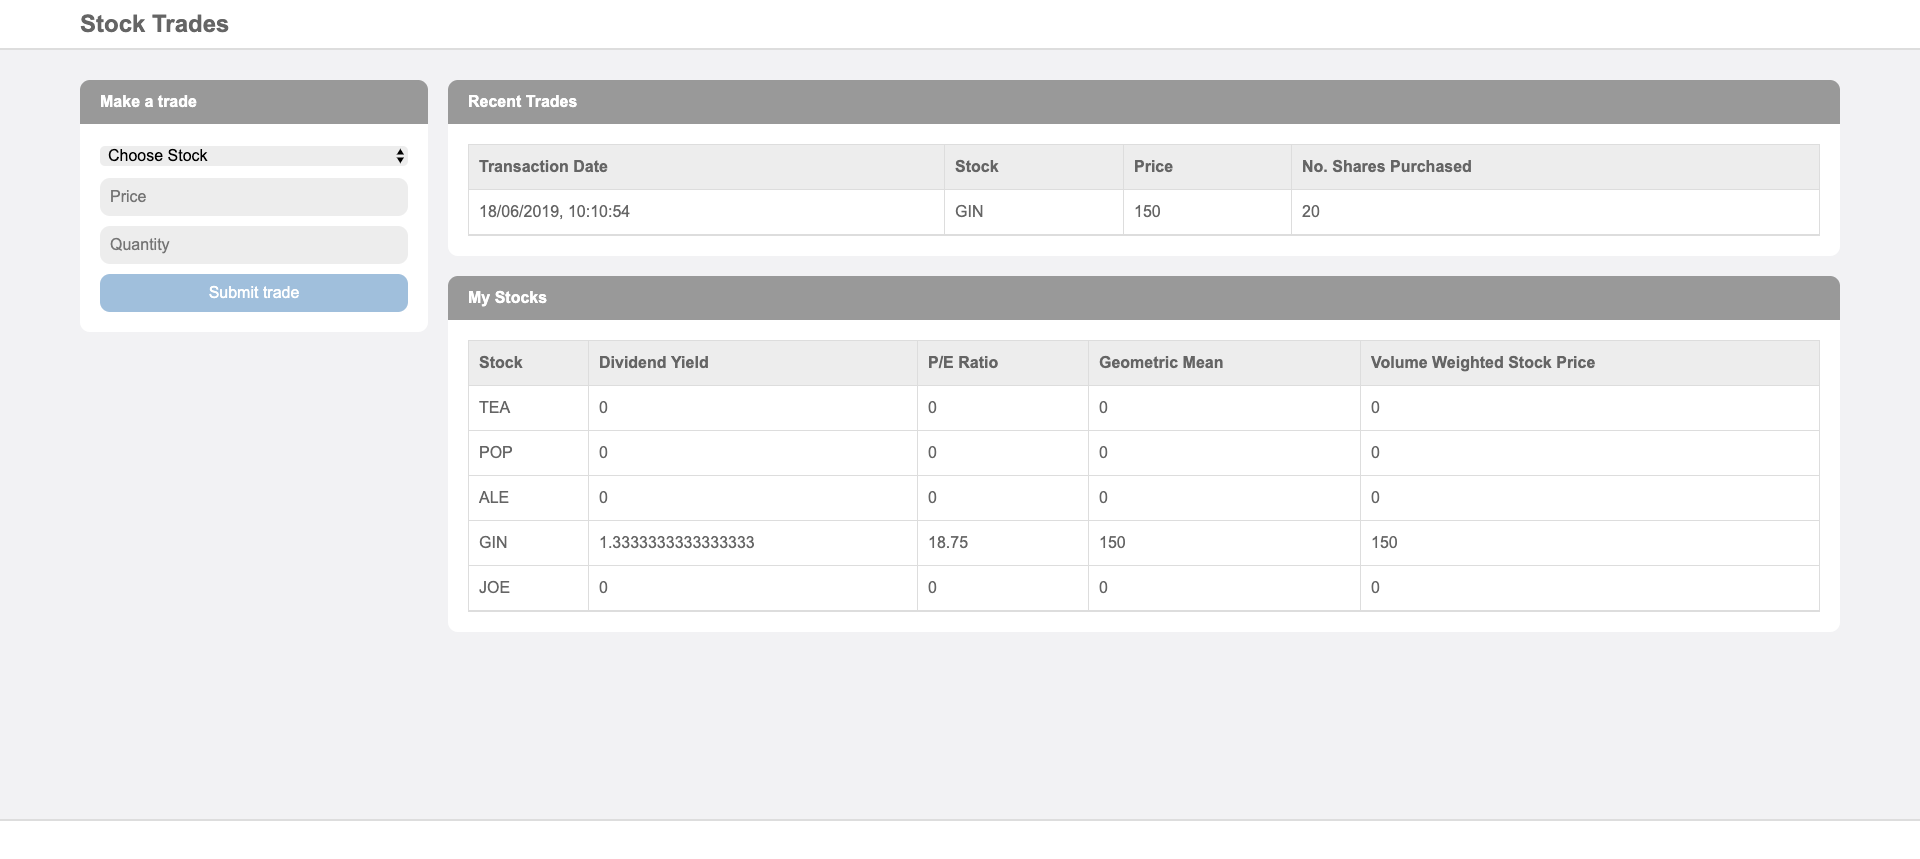 Stock Trades
Make a trade
Choose Stock
Price
Quantity
Submit trade
Recent Trades
Transaction Date Stock Price No. Shares Purchased
18/06/2019, 10:10:54 GIN 150 20
My Stocks
Stock Dividend Yield P/E Ratio Geometric Mean Volume Weighted Stock Price
TEA 0 0 0 0
POP 0 0 0 0
ALE 0 0 0 0
GIN 1.3333333333333333 18.75 150 150
JOE 0 0 0 0